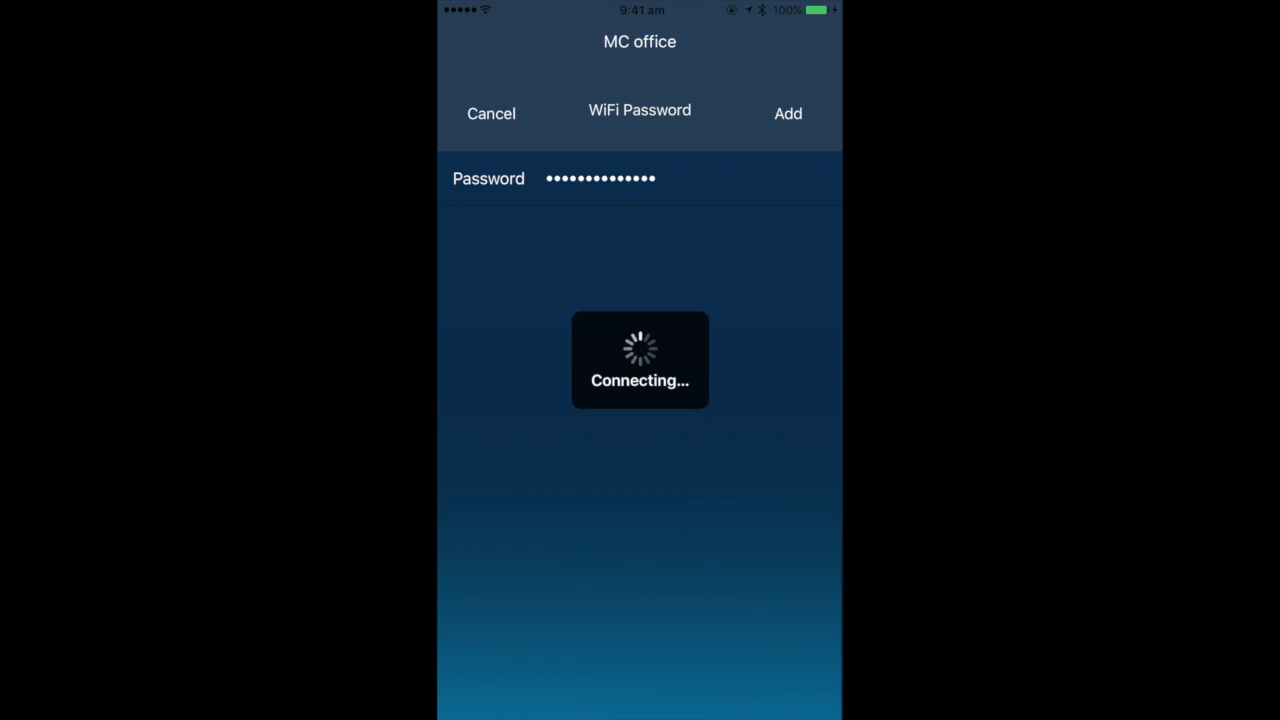 9:41 am 100%
MC office
Cancel WiFi Password Add
Password ••••••••••••••
Connecting...